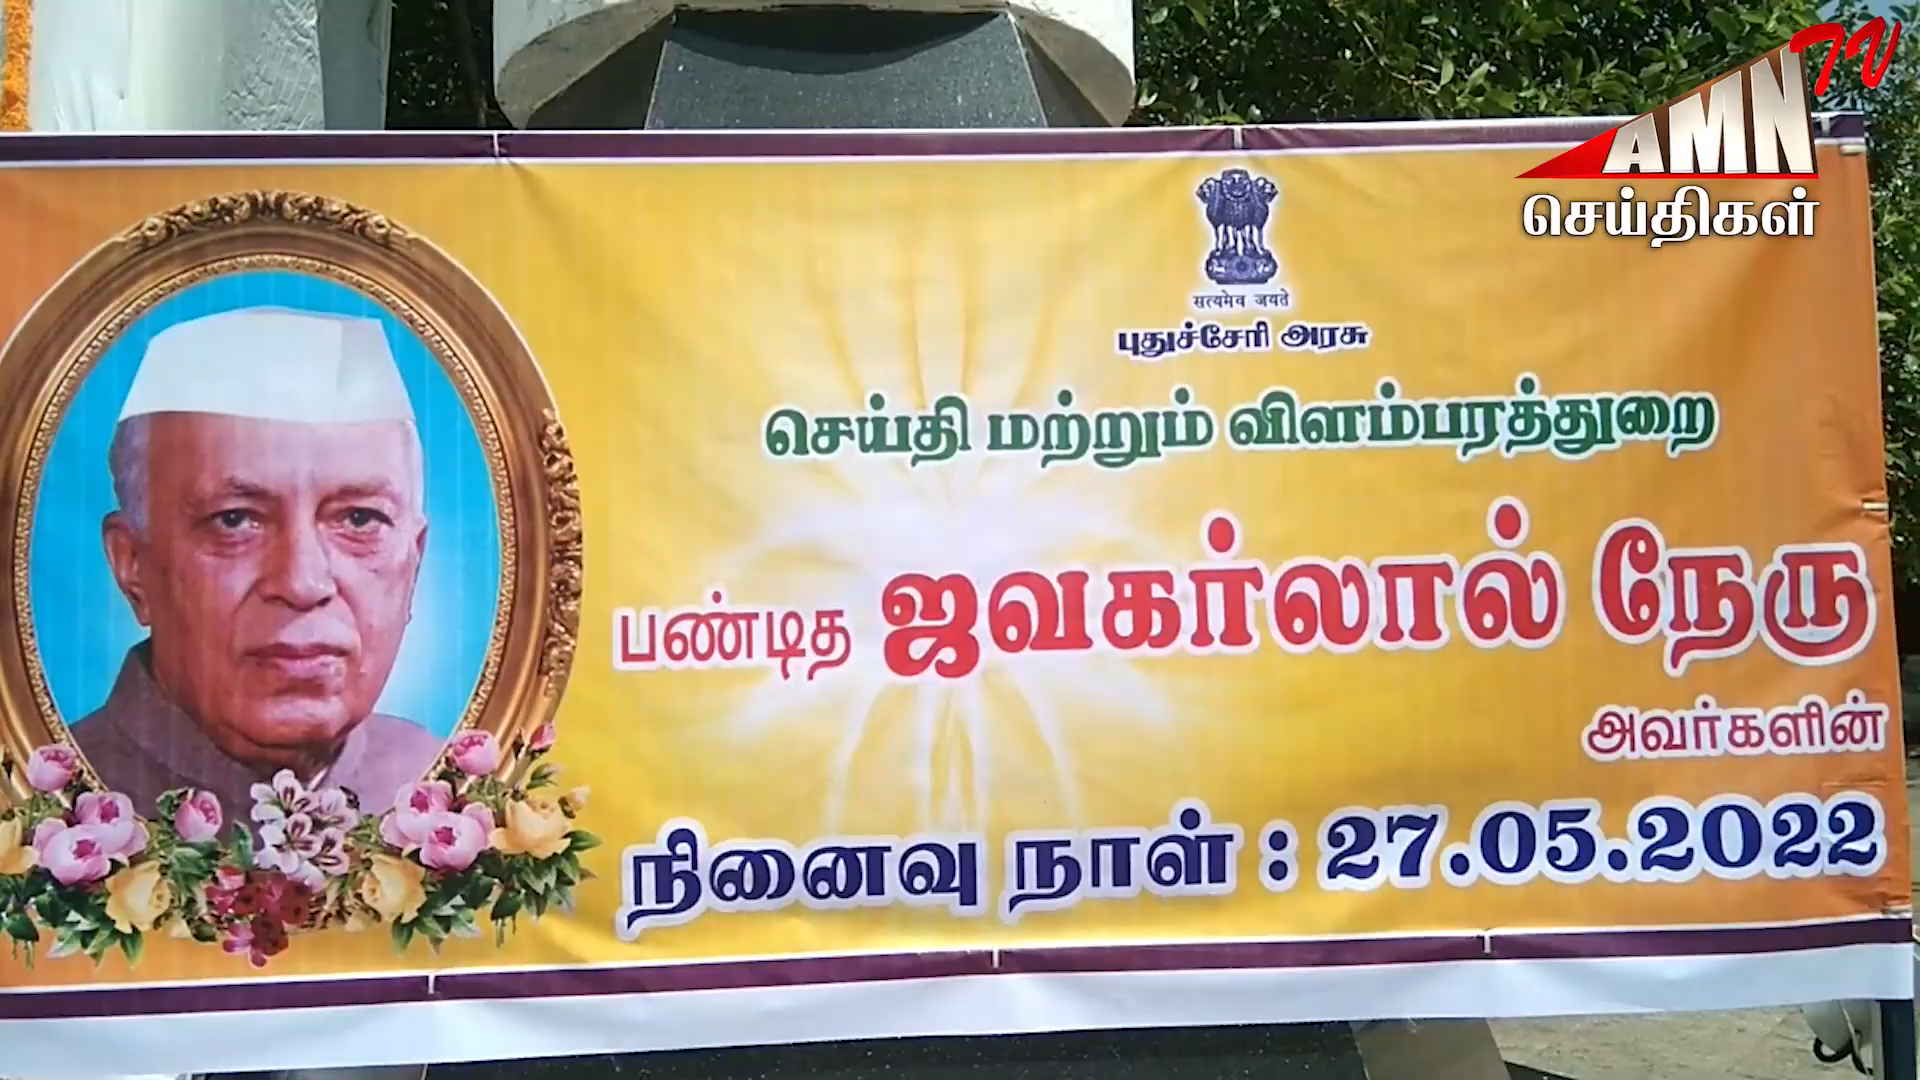 AMN TV
செய்திகள்
सत्यमेव जयते
புதுச்சேரி அரசு
செய்தி மற்றும் விளம்பரத்துறை
பண்டித ஜவகர்லால் நேரு
அவர்களின்
நினைவு நாள் : 27.05.2022